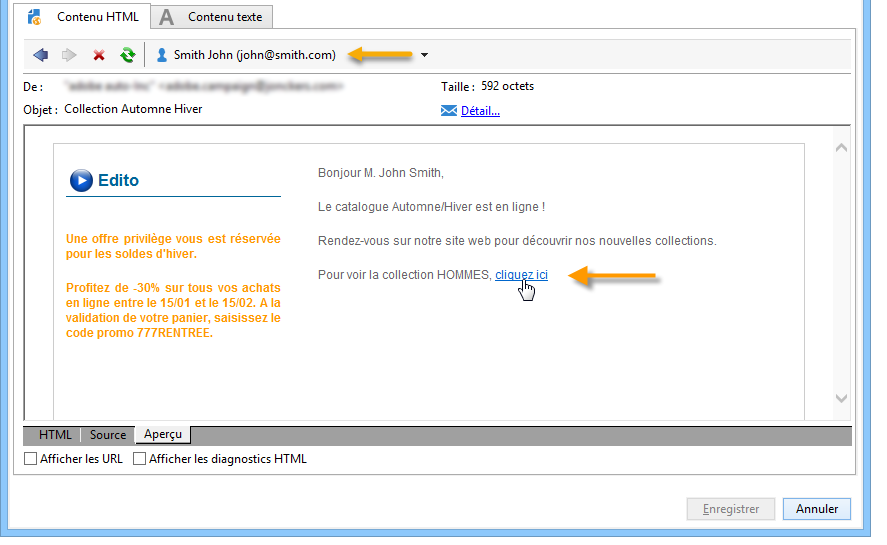 Contenu HTML
A Contenu texte
Smith John (john@smith.com)
De :
Taille : 592 octets
Objet : Collection Automne Hiver
Détail...
Edito
Une offre privilège vous est réservée
pour les soldes d'hiver.
Profitez de -30% sur tous vos achats
en ligne entre le 15/01 et le 15/02. A la
validation de votre panier, saisissez le
code promo 777RENTREE.
Bonjour M. John Smith,
Le catalogue Automne/Hiver est en ligne !
Rendez-vous sur notre site web pour découvrir nos nouvelles collections.
Pour voir la collection HOMMES, cliquez ici
HTML Source Aperçu
Afficher les URL Afficher les diagnostics HTML
Enregistrer Annuler